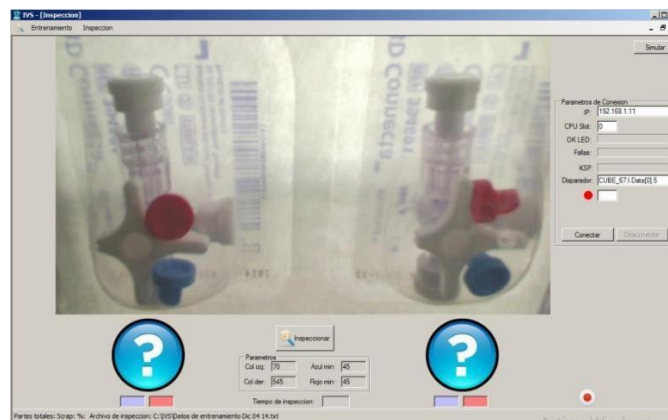 IVS - [Inspeccion]
Entrenamiento Inspeccion
Simular
BD Connecta
Parametros de Conexion
IP: 192.168.1.11
CPU Slot: 0
OK LED:
Fallas:
KSP:
Disparador: CUBE_67:I.Data[0].5
Conectar Desconectar
Inspeccionar
Parametros
Col izq: 70 Azul min: 45
Col der: 545 Rojo min: 45
Tiempo de inspeccion:
Partes totales: Scrap: %: Archivo de inspeccion: C:\IVS\Datos de entrenamiento Dic 04 14.txt